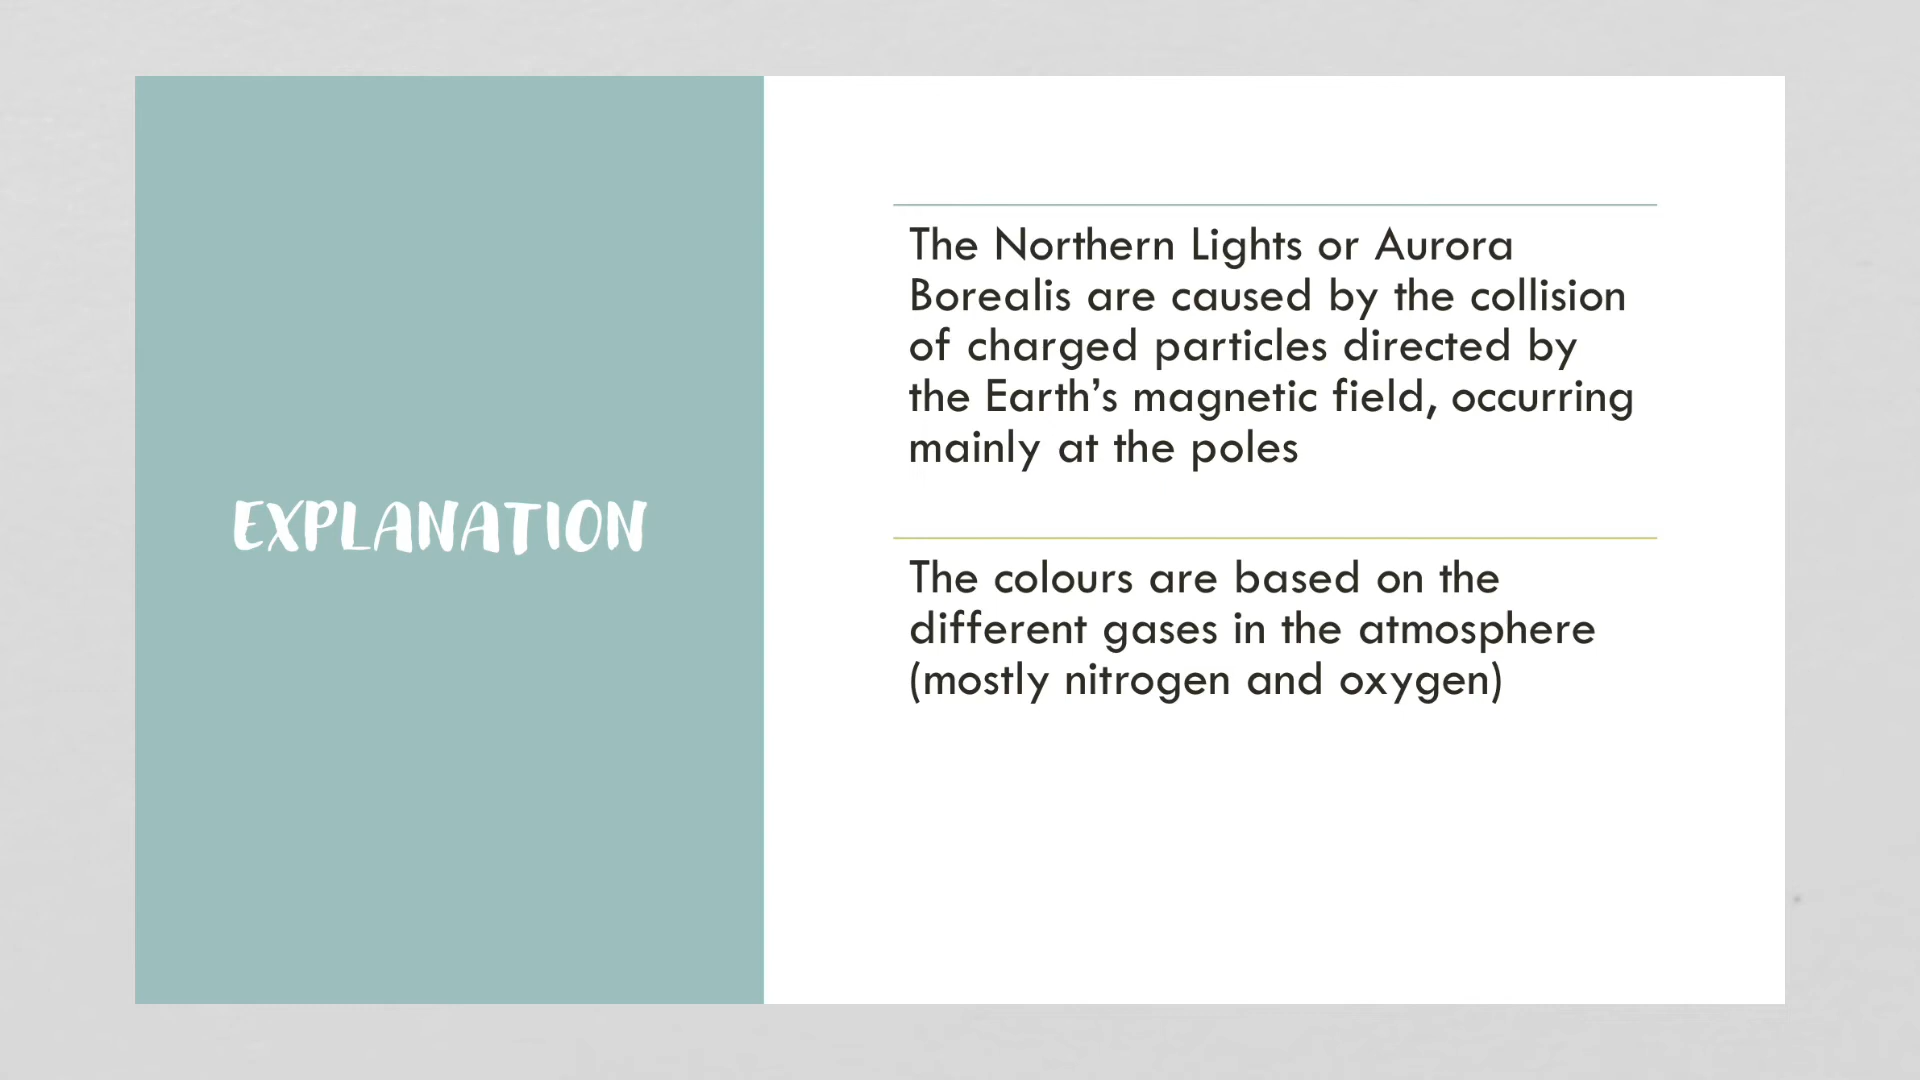 EXPLANATION
The Northern Lights or Aurora
Borealis are caused by the collision
of charged particles directed by
the Earth’s magnetic field, occurring
mainly at the poles
The colours are based on the
different gases in the atmosphere
(mostly nitrogen and oxygen)